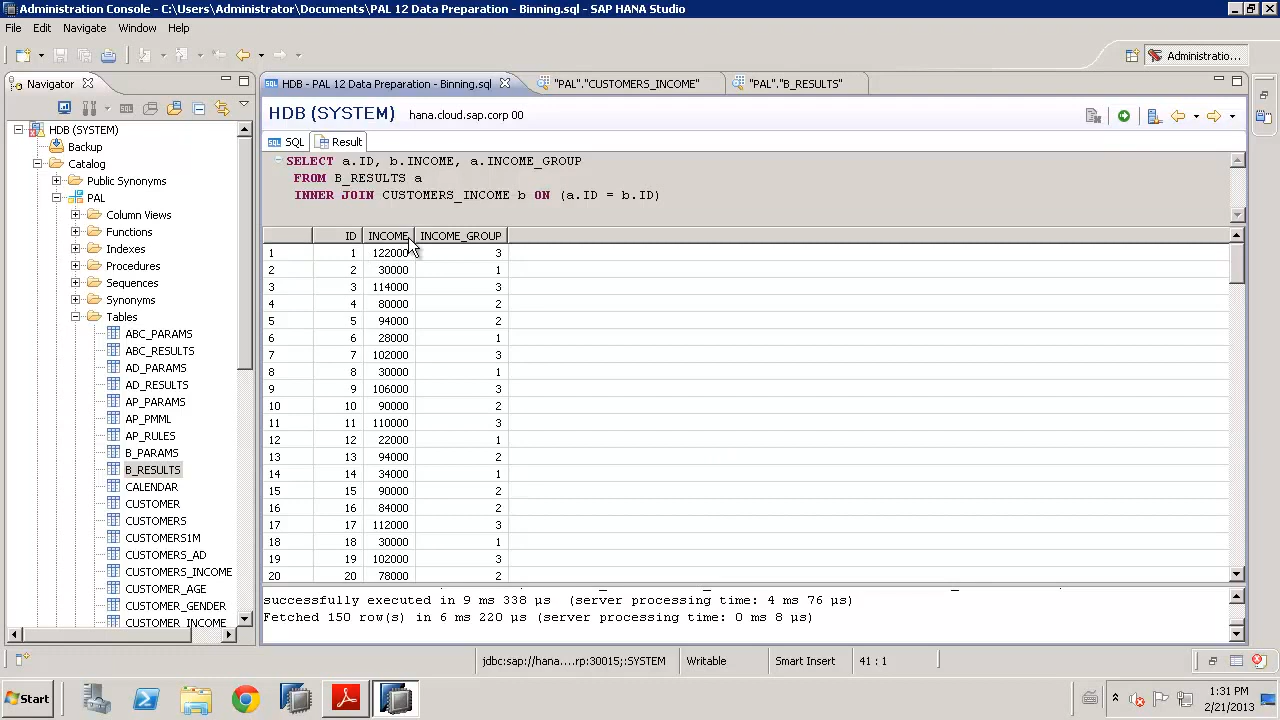 Administration Console - C:\Users\Administrator\Documents\PAL 12 Data Preparation - Binning.sql - SAP HANA Studio
File Edit Navigate Window Help
Administratio...
Navigator
HDB - PAL 12 Data Preparation - Binning.sql
"PAL"."CUSTOMERS_INCOME"
"PAL"."B_RESULTS"
HDB (SYSTEM)
Backup
Catalog
Public Synonyms
PAL
Column Views
Functions
Indexes
Procedures
Sequences
Synonyms
Tables
ABC_PARAMS
ABC_RESULTS
AD_PARAMS
AD_RESULTS
AP_PARAMS
AP_PMML
AP_RULES
B_PARAMS
B_RESULTS
CALENDAR
CUSTOMER
CUSTOMERS
CUSTOMERS1M
CUSTOMERS_AD
CUSTOMERS_INCOME
CUSTOMER_AGE
CUSTOMER_GENDER
CUSTOMER_INCOME
HDB (SYSTEM) hana.cloud.sap.corp 00
SQL Result
SELECT a.ID, b.INCOME, a.INCOME_GROUP
FROM B_RESULTS a
INNER JOIN CUSTOMERS_INCOME b ON (a.ID = b.ID)
ID INCOME INCOME_GROUP
1 1 122000 3
2 2 30000 1
3 3 114000 3
4 4 80000 2
5 5 94000 2
6 6 28000 1
7 7 102000 3
8 8 30000 1
9 9 106000 3
10 10 90000 2
11 11 110000 3
12 12 22000 1
13 13 94000 2
14 14 34000 1
15 15 90000 2
16 16 84000 2
17 17 112000 3
18 18 30000 1
19 19 102000 3
20 20 78000 2
successfully executed in 9 ms 338 µs (server processing time: 4 ms 76 µs)
Fetched 150 row(s) in 6 ms 220 µs (server processing time: 0 ms 8 µs)
jdbc:sap://hana....rp:30015;:SYSTEM Writable Smart Insert 41 : 1
Start
1:31 PM
2/21/2013